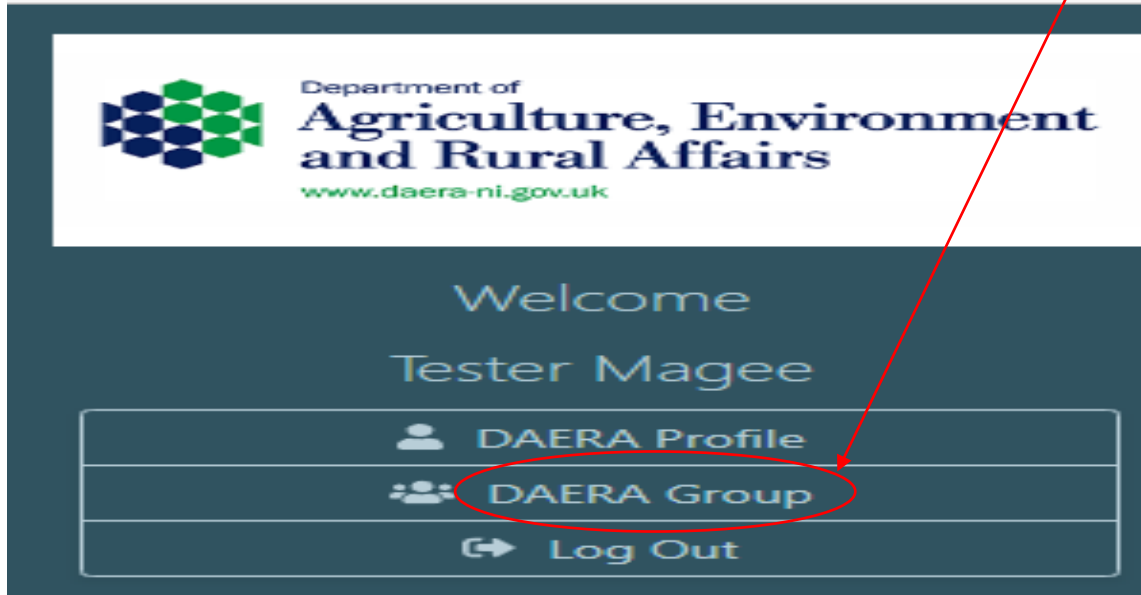 Department of
Agriculture, Environment
and Rural Affairs
www.daera-ni.gov.uk
Welcome
Tester Magee
DAERA Profile
DAERA Group
Log Out